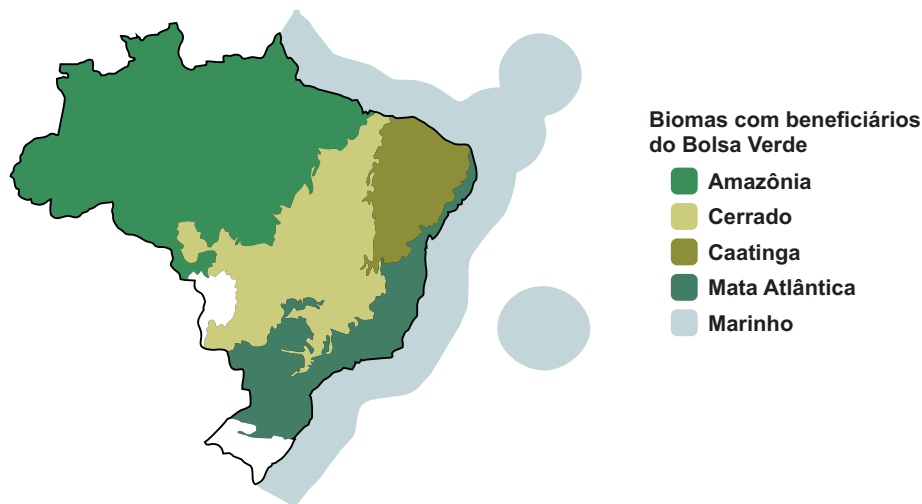 Biomas com beneficiários
do Bolsa Verde
Amazônia
Cerrado
Caatinga
Mata Atlântica
Marinho